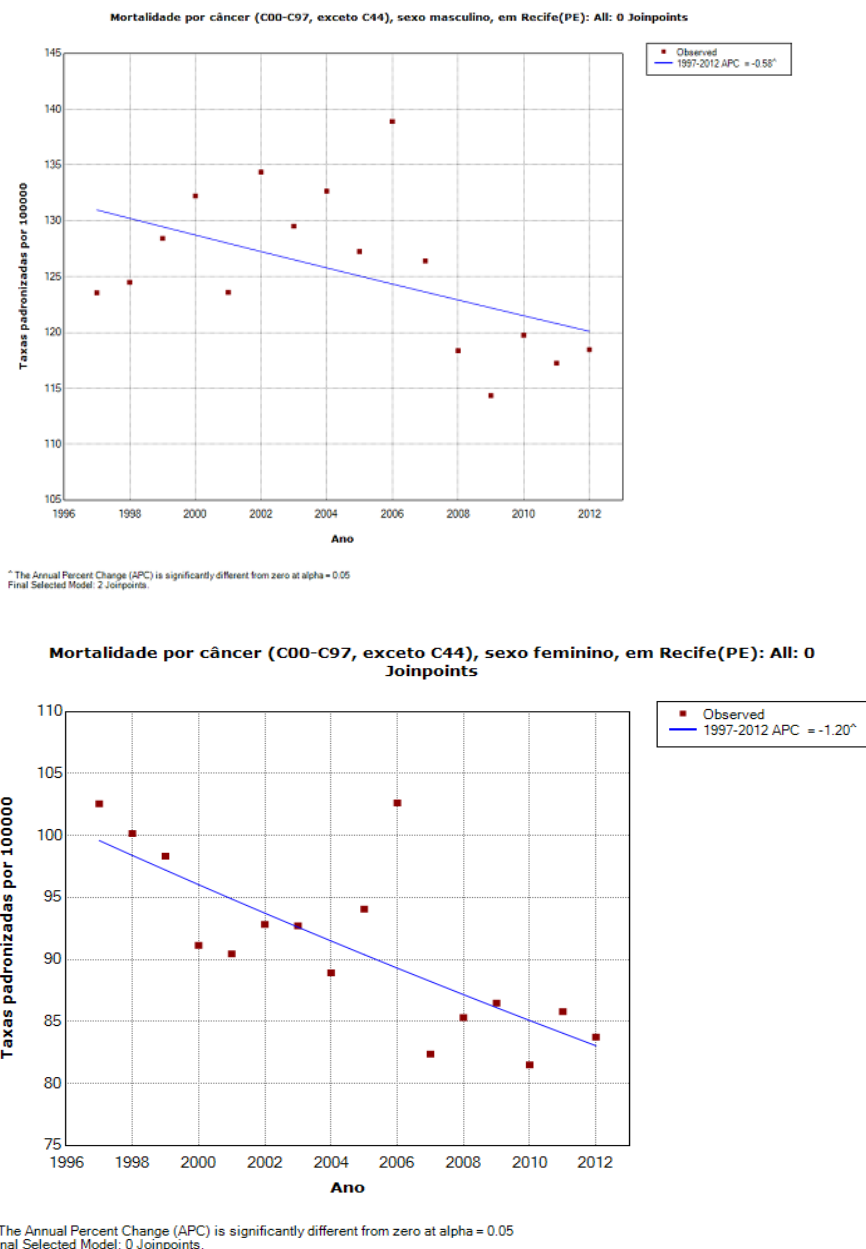 Mortalidade por câncer (C00-C97, exceto C44), sexo masculino, em Recife(PE): All: 0 Joinpoints
Observed
1997-2012 APC = -0.58^
Taxas padronizadas por 100000
145
140
135
130
125
120
115
110
105
1996 1998 2000 2002 2004 2006 2008 2010 2012
Ano
^ The Annual Percent Change (APC) is significantly different from zero at alpha = 0.05
Final Selected Model: 2 Joinpoints.
Mortalidade por câncer (C00-C97, exceto C44), sexo feminino, em Recife(PE): All: 0
Joinpoints
Observed
1997-2012 APC = -1.20^
Taxas padronizadas por 100000
110
105
100
95
90
85
80
75
1996 1998 2000 2002 2004 2006 2008 2010 2012
Ano
The Annual Percent Change (APC) is significantly different from zero at alpha = 0.05
nal Selected Model: 0 Joinpoints.